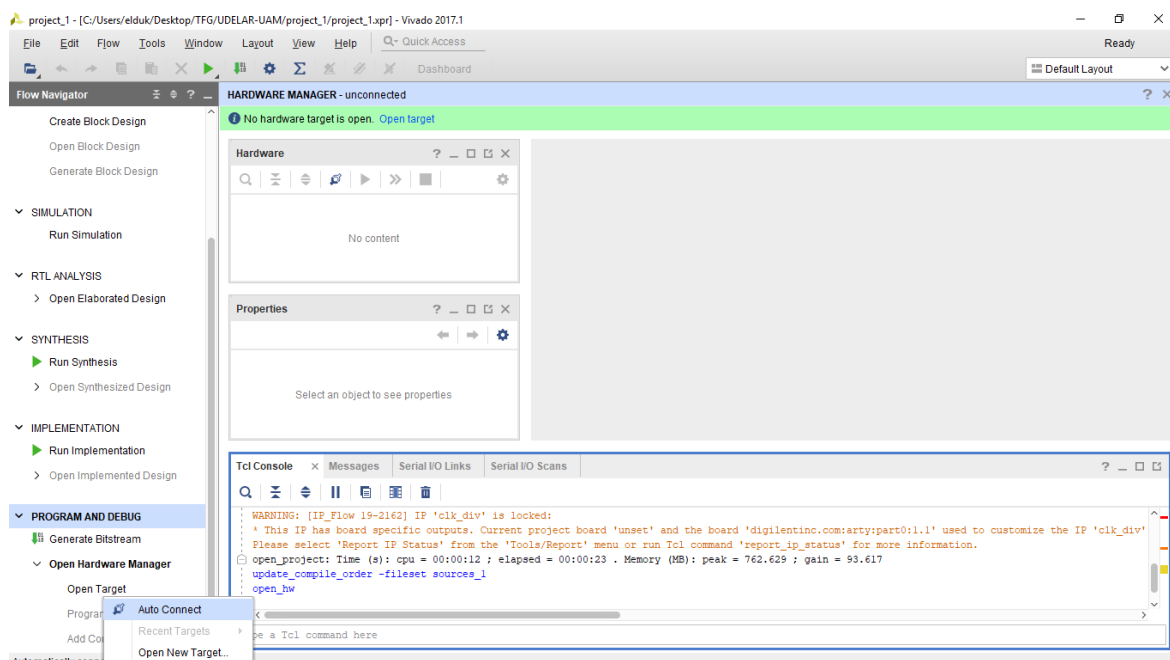 project_1 - [C:/Users/elduk/Desktop/TFG/UDELAR-UAM/project_1/project_1.xpr] - Vivado 2017.1
File Edit Flow Tools Window Layout View Help Quick Access Ready
Dashboard Default Layout
Flow Navigator
Create Block Design
Open Block Design
Generate Block Design
SIMULATION
Run Simulation
RTL ANALYSIS
Open Elaborated Design
SYNTHESIS
Run Synthesis
Open Synthesized Design
IMPLEMENTATION
Run Implementation
Open Implemented Design
PROGRAM AND DEBUG
Generate Bitstream
Open Hardware Manager
Open Target
Auto Connect
Recent Targets
Open New Target...
HARDWARE MANAGER - unconnected
No hardware target is open. Open target
Hardware
No content
Properties
Select an object to see properties
Tcl Console Messages Serial I/O Links Serial I/O Scans
WARNING: [IP_Flow 19-2162] IP 'clk_div' is locked:
* This IP has board specific outputs. Current project board 'unset' and the board 'digilentinc.com:arty:part0:1.1' used to customize the IP 'clk_div'
Please select 'Report IP Status' from the 'Tools/Report' menu or run Tcl command 'report_ip_status' for more information.
open_project: Time (s): cpu = 00:00:12 ; elapsed = 00:00:23 . Memory (MB): peak = 762.629 ; gain = 93.617
update_compile_order -fileset sources_1
open_hw
a Tcl command here